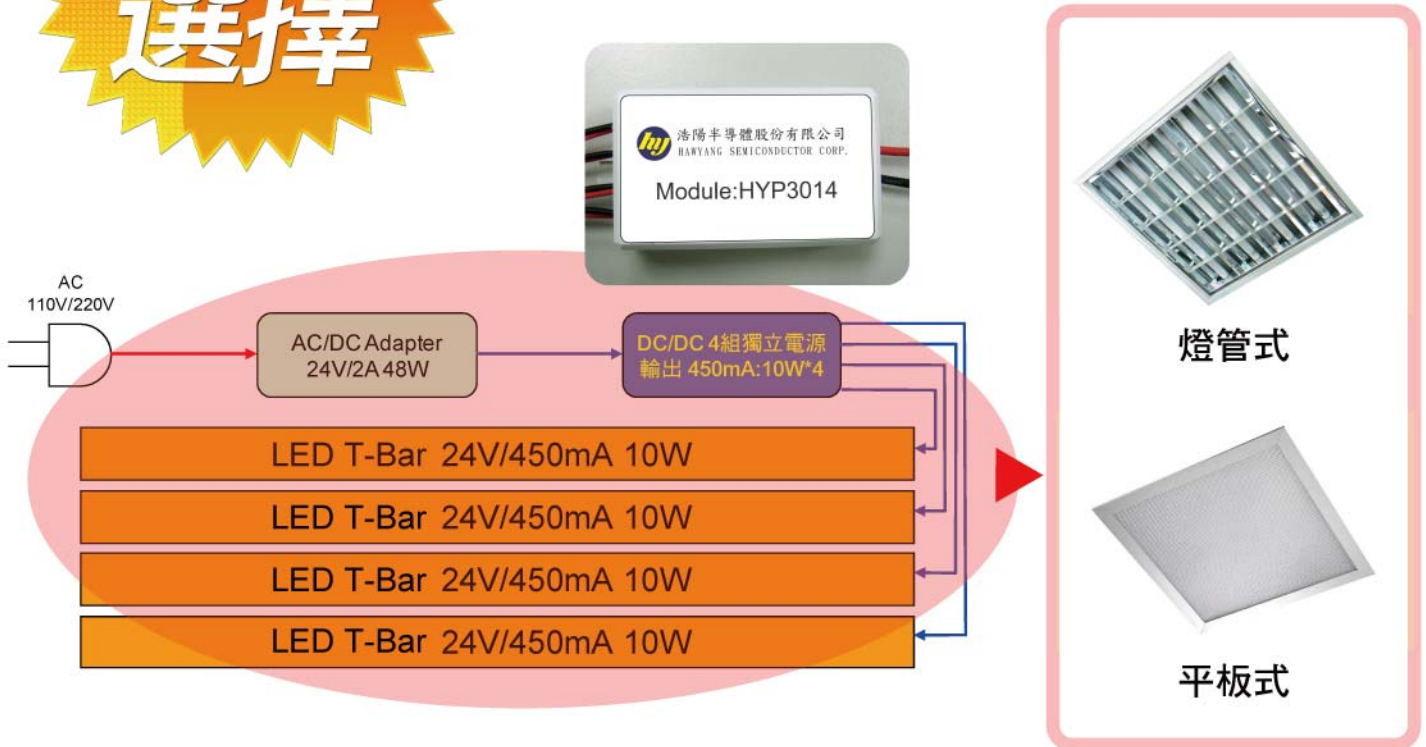 選擇
hy
浩陽半導體股份有限公司
HAWYANG SEMICONDUCTOR CORP.
Module:HYP3014
AC
110V/220V
AC/DC Adapter
24V/2A 48W
DC/DC 4組獨立電源
輸出 450mA:10W*4
LED T-Bar 24V/450mA 10W
LED T-Bar 24V/450mA 10W
LED T-Bar 24V/450mA 10W
LED T-Bar 24V/450mA 10W
燈管式
平板式